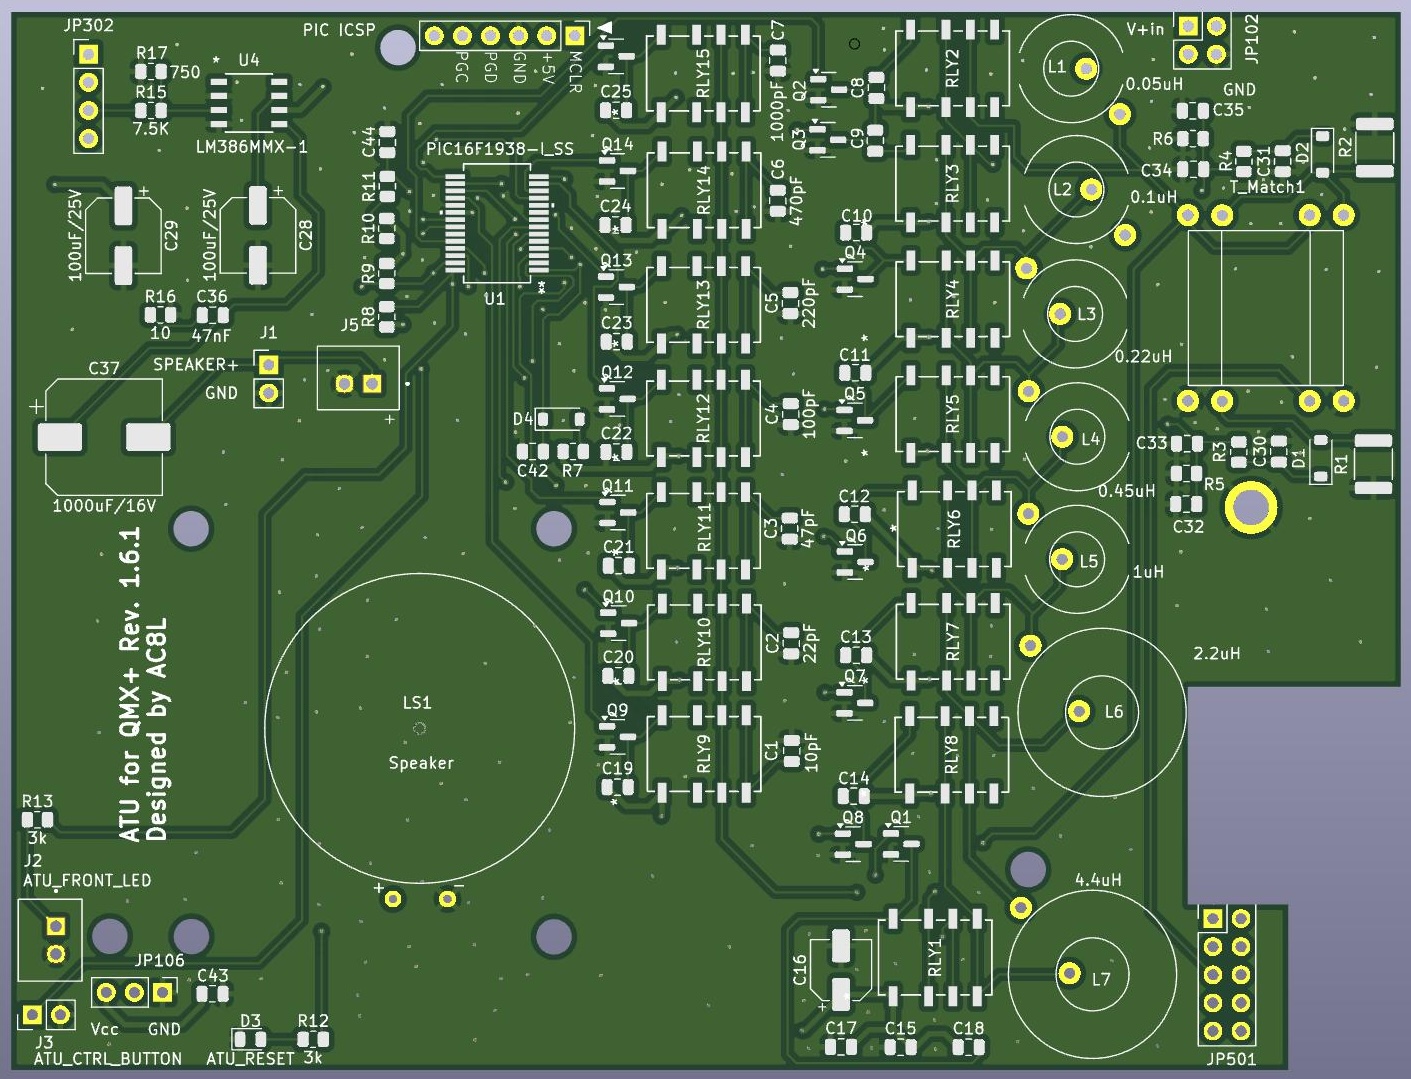 JP302
R17
750
R15
7.5K
*
U4
LM386MMX-1
PIC ICSP
PGC
PGD
GND
+5V
MCLR
C44
R11
R10
R9
R8
J5
PIC16F1938-I_SS
U1
**
100uF/25V
+
C29
100uF/25V
+
C28
R16
10
C36
47nF
J1
SPEAKER+
GND
+
C37
+
1000uF/16V
D4
C42
R7
C25
Q14
C24
Q13
C23
Q12
C22
Q11
C21
Q10
C20
Q9
C19
RLY15
RLY14
RLY13
RLY12
RLY11
RLY10
RLY9
C7
1000pF
C6
470pF
C5
220pF
C4
100pF
C3
47pF
C2
22pF
C1
10pF
Q2
Q3
C8
C9
C10
Q4
C11
Q5
C12
Q6
C13
Q7
C14
Q8
Q1
RLY2
RLY3
RLY4
RLY5
RLY6
RLY7
RLY8
RLY1
L1
0.05uH
L2
0.1uH
L3
0.22uH
L4
0.45uH
L5
1uH
L6
2.2uH
L7
4.4uH
V+in
JP102
GND
C35
R6
C34
R4
C31
D2
R2
T_Match1
C33
R5
C32
R3
C30
D1
R1
ATU for QMX+ Rev. 1.6.1
Designed by AC8L
LS1
Speaker
+
-
R13
3k
J2
ATU_FRONT_LED
JP106
C43
Vcc
GND
J3
ATU_CTRL_BUTTON
D3
ATU_RESET
R12
3k
C16
+
C17
C15
C18
JP501